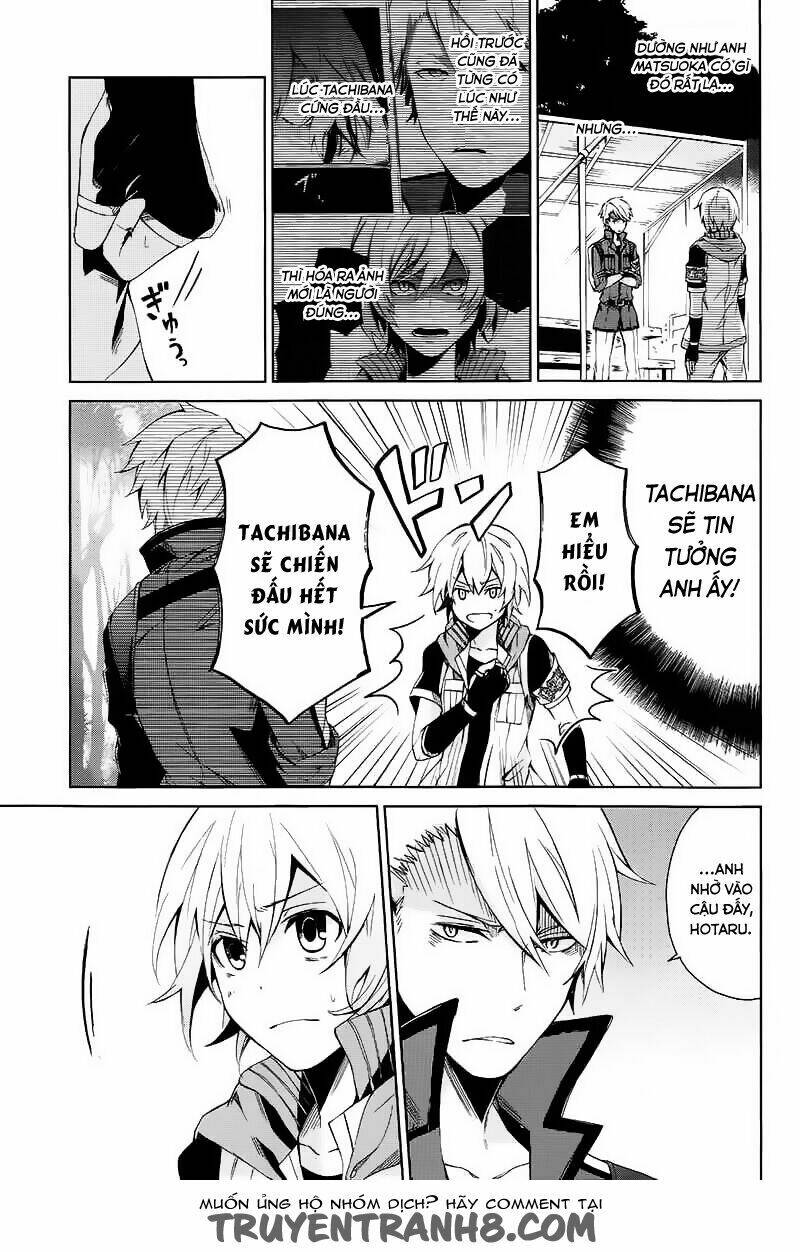 DƯỜNG NHƯ ANH
MATSUOKA CÓ GÌ
ĐÓ RẤT LẠ...
NHƯNG...
HỒI TRƯỚC
CŨNG ĐÃ
TỪNG CÓ
LÚC NHƯ
THẾ NÀY...
LÚC TACHIBANA
CỨNG ĐẦU...
THÌ HÓA RA ẢNH
MỚI LÀ NGƯỜI
ĐÚNG...
ぎゅうっ
TACHIBANA
SẼ TIN
TƯỞNG
ANH ẤY!
EM
HIỂU
RỒI!
ドン
TACHIBANA
SẼ CHIẾN
ĐẤU HẾT
SỨC MÌNH!
...ANH
NHỜ VÀO
CẬU ĐẤY,
HOTARU.
MUỐN ỦNG HỘ NHÓM DỊCH? HÃY COMMENT TẠI
TRUYENTRANH8.COM